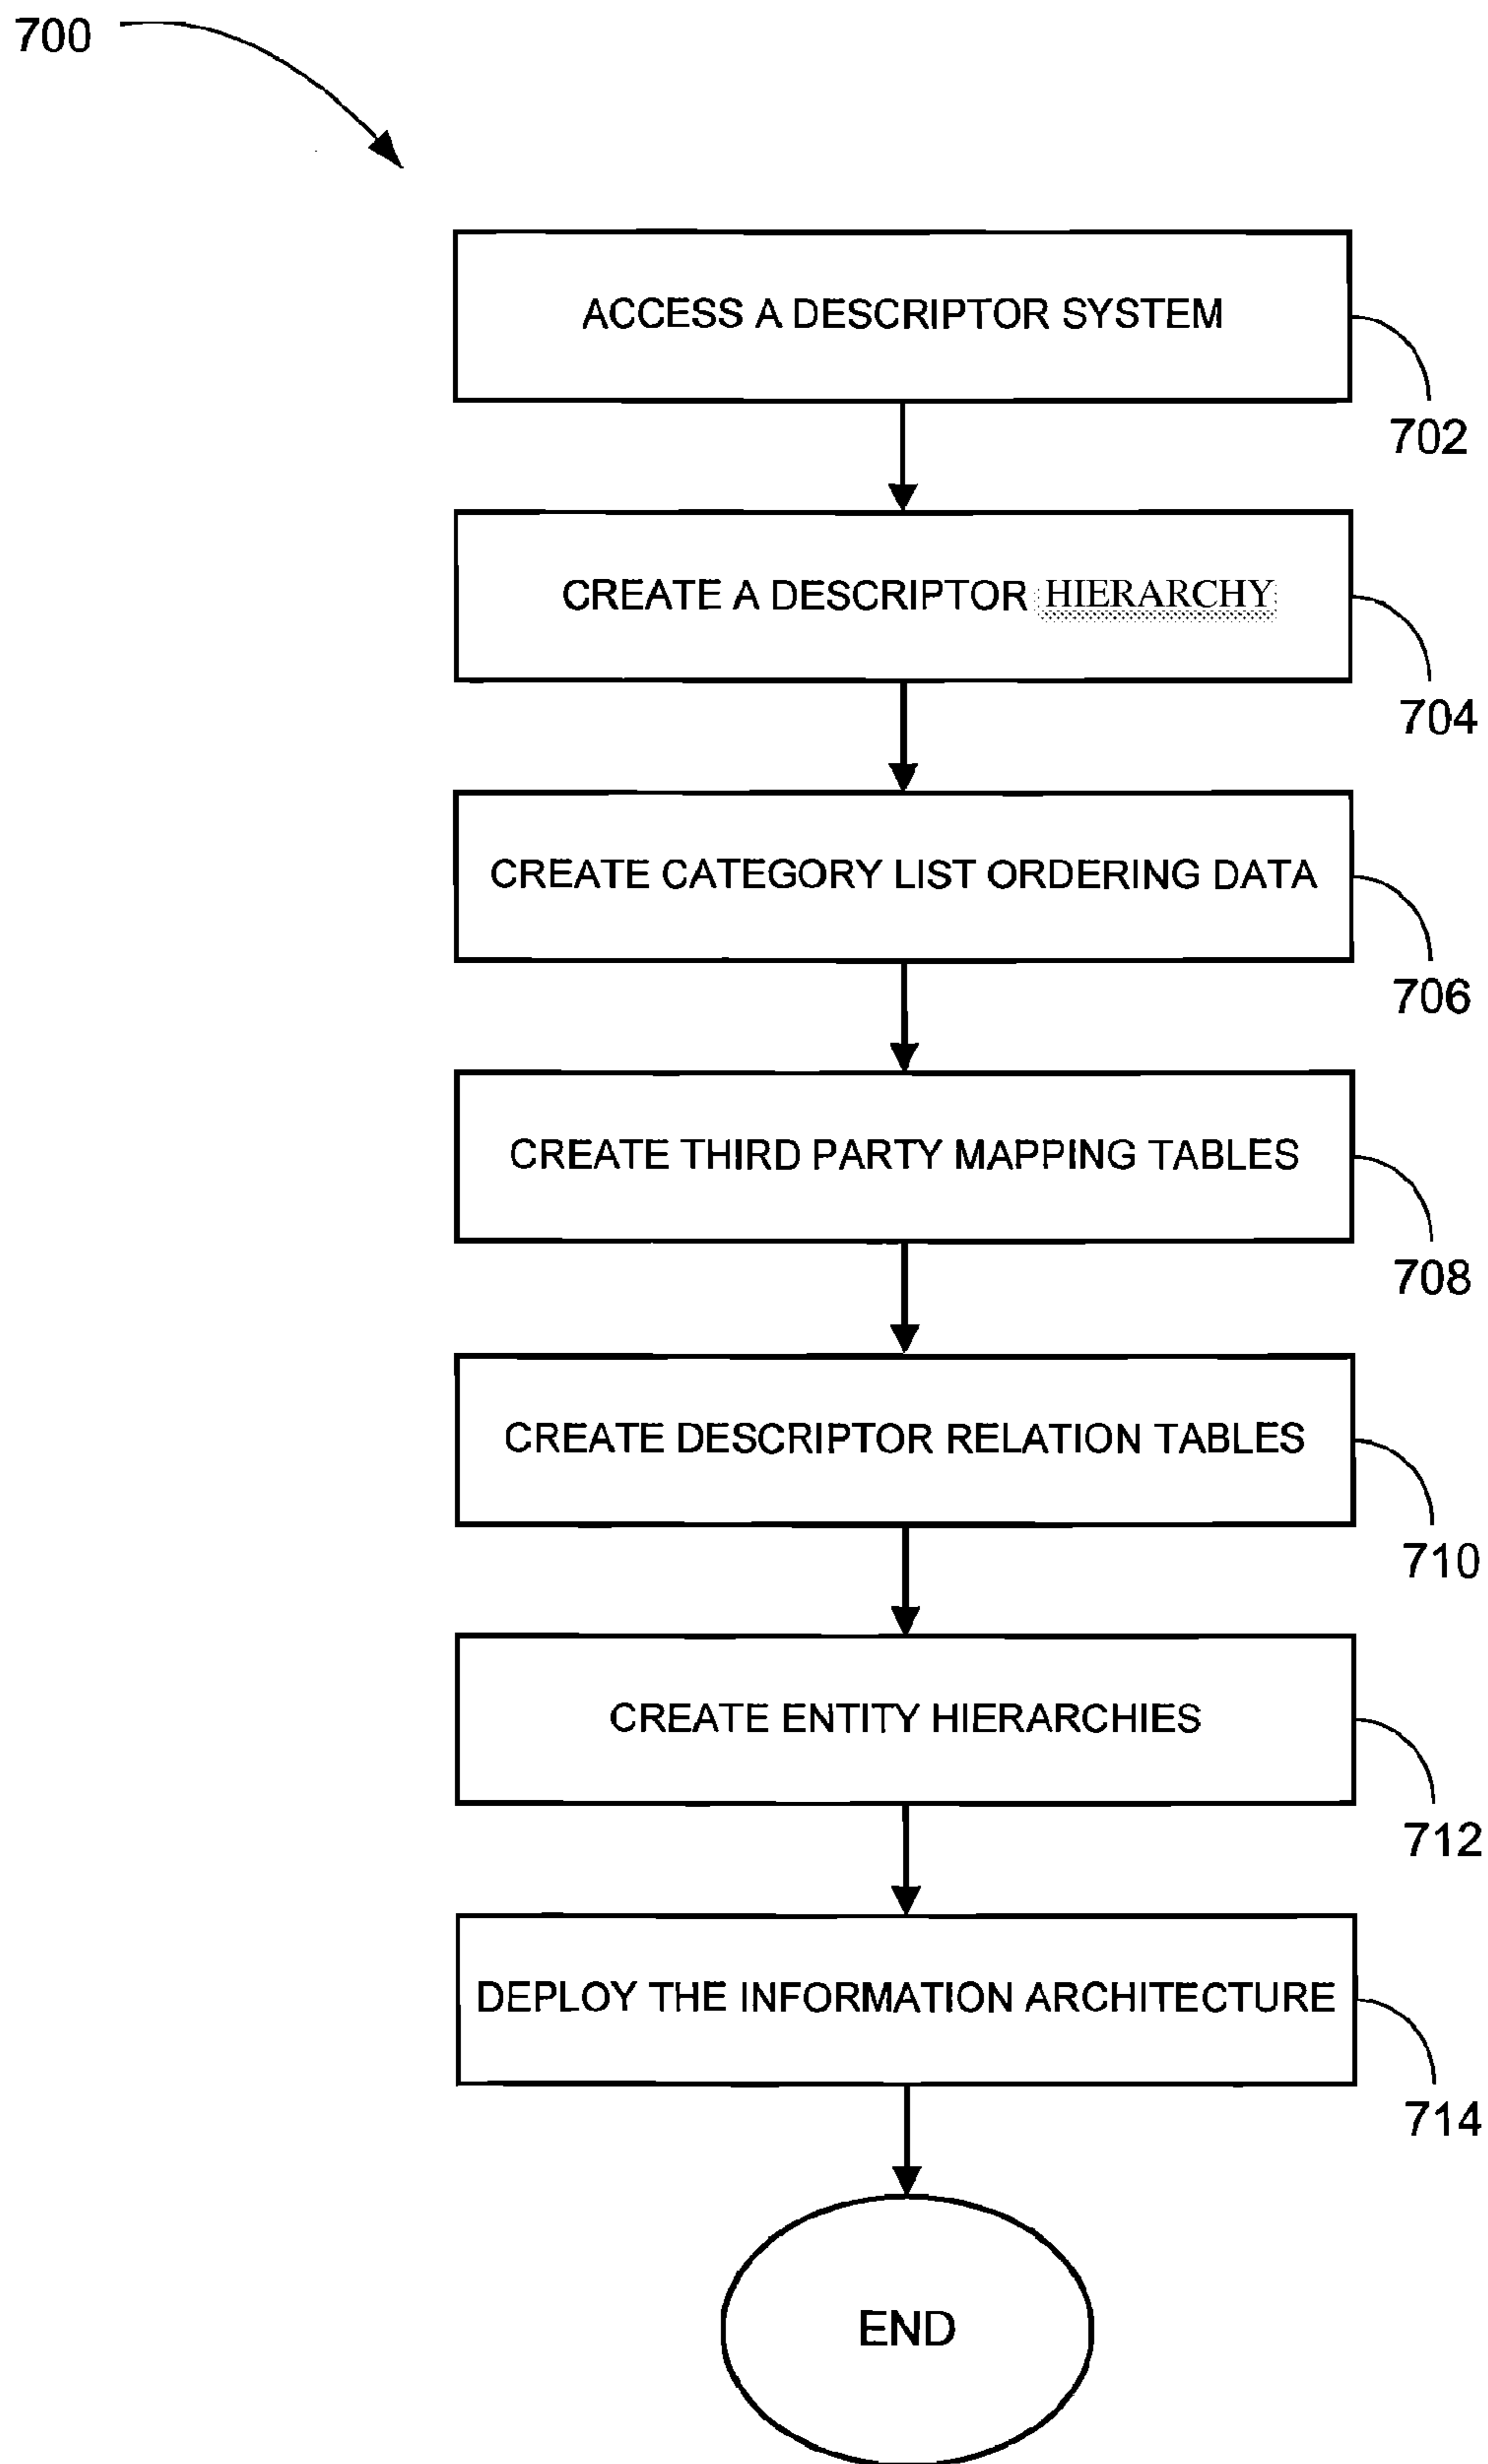 700
ACCESS A DESCRIPTOR SYSTEM
702
CREATE A DESCRIPTOR HIERARCHY
704
CREATE CATEGORY LIST ORDERING DATA
706
CREATE THIRD PARTY MAPPING TABLES
708
CREATE DESCRIPTOR RELATION TABLES
710
CREATE ENTITY HIERARCHIES
712
DEPLOY THE INFORMATION ARCHITECTURE
714
END